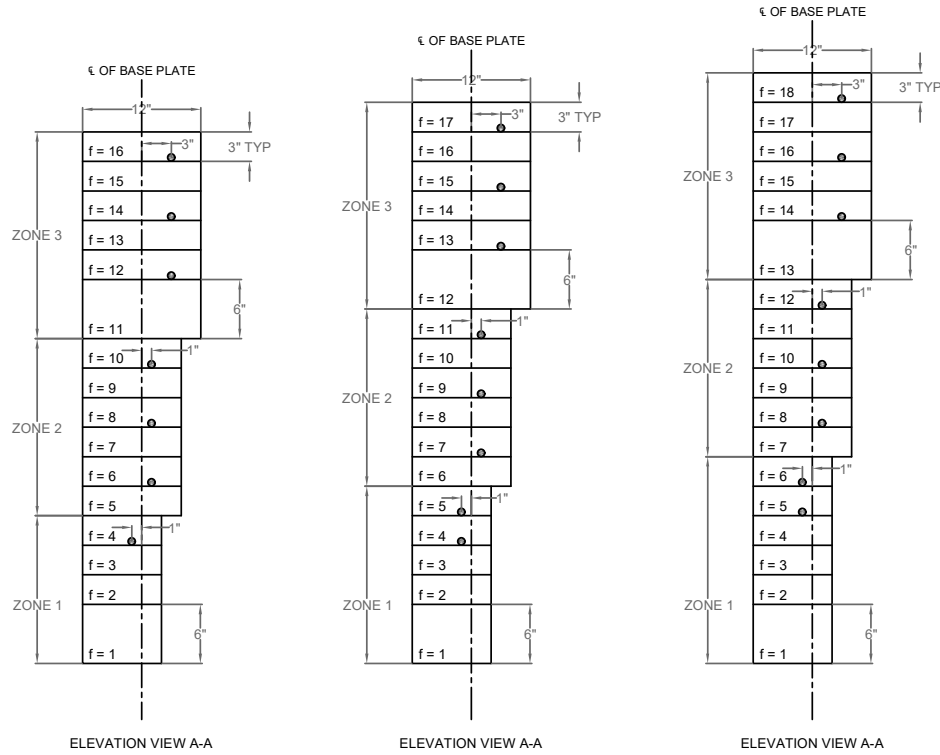 ℄ OF BASE PLATE
12"
3"
3" TYP
f = 16
f = 15
f = 14
ZONE 3
f = 13
f = 12
6"
f = 11
f = 10
1"
f = 9
f = 8
ZONE 2
f = 7
f = 6
f = 5
f = 4
1"
f = 3
f = 2
ZONE 1
6"
f = 1
ELEVATION VIEW A-A
℄ OF BASE PLATE
12"
3"
3" TYP
f = 17
f = 16
f = 15
ZONE 3
f = 14
f = 13
6"
f = 12
f = 11
1"
f = 10
f = 9
ZONE 2
f = 8
f = 7
f = 6
f = 5
1"
f = 4
f = 3
f = 2
ZONE 1
6"
f = 1
ELEVATION VIEW A-A
℄ OF BASE PLATE
12"
3"
3" TYP
f = 18
f = 17
f = 16
ZONE 3
f = 15
f = 14
6"
f = 13
f = 12
1"
f = 11
f = 10
ZONE 2
f = 9
f = 8
f = 7
f = 6
1"
f = 5
f = 4
f = 3
f = 2
ZONE 1
6"
f = 1
ELEVATION VIEW A-A